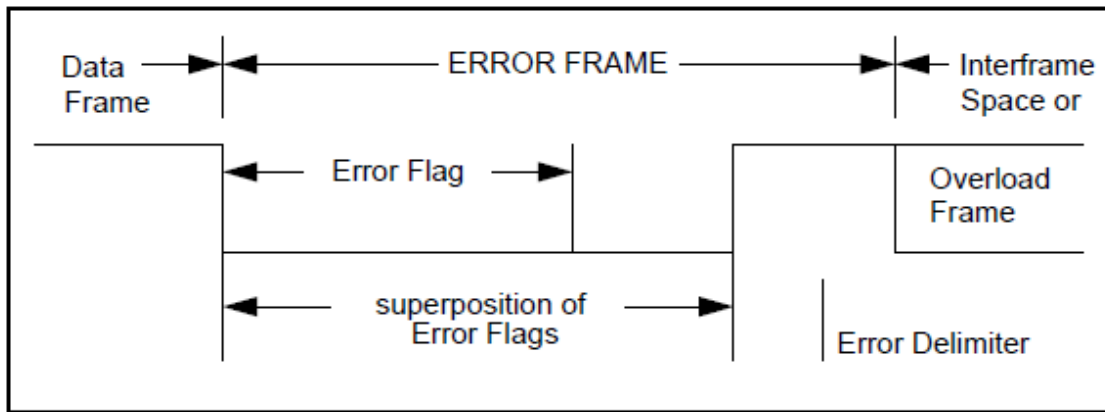 Data
Frame
ERROR FRAME
Interframe
Space or
Error Flag
Overload
Frame
superposition of
Error Flags
Error Delimiter